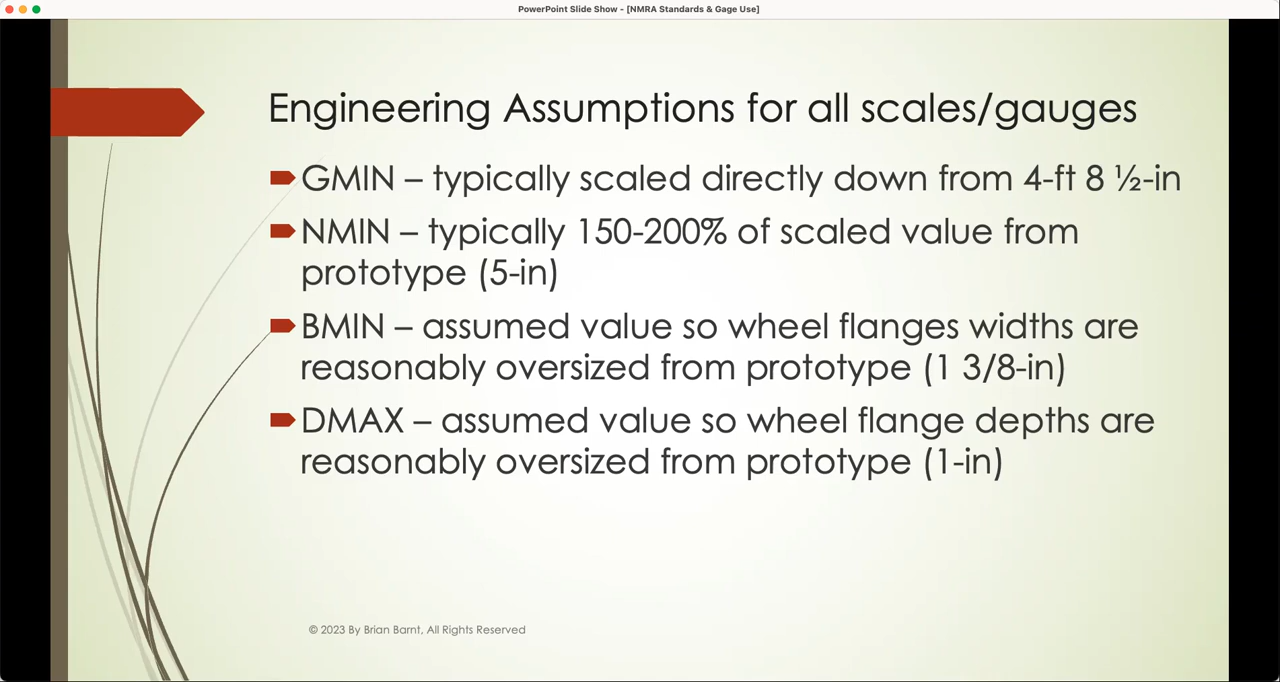 PowerPoint Slide Show - [NMRA Standards & Gage Use]
Engineering Assumptions for all scales/gauges
GMIN – typically scaled directly down from 4-ft 8 ½-in
NMIN – typically 150-200% of scaled value from
prototype (5-in)
BMIN – assumed value so wheel flanges widths are
reasonably oversized from prototype (1 3/8-in)
DMAX – assumed value so wheel flange depths are
reasonably oversized from prototype (1-in)
© 2023 By Brian Barnt, All Rights Reserved